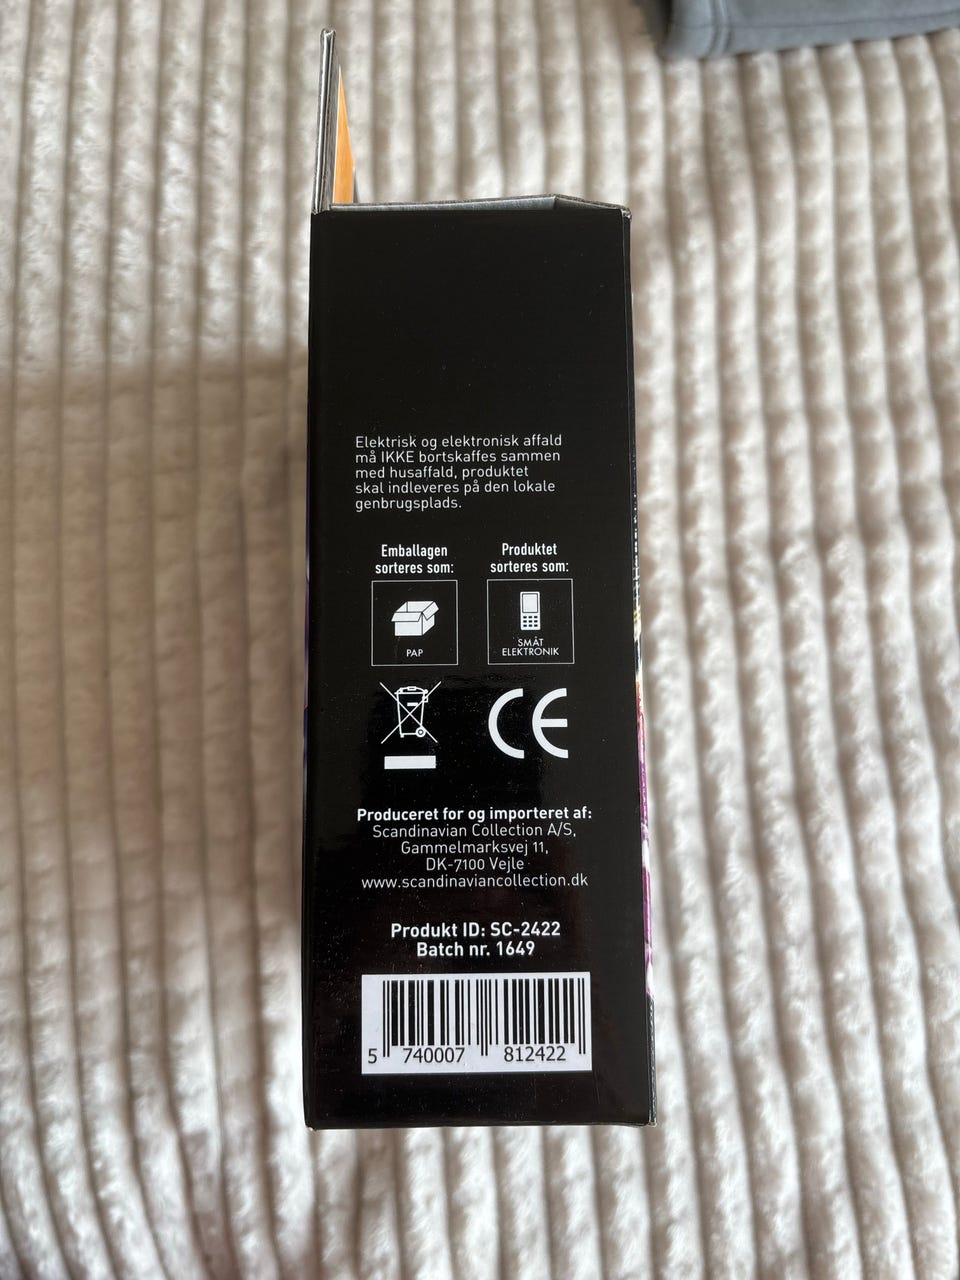 Elektrisk og elektronisk affald
må IKKE bortskaffes sammen
med husaffald, produktet
skal indleveres på den lokale
genbrugsplads.
Emballagen
sorteres som:
PAP
Produktet
sorteres som:
SMÅT
ELEKTRONIK
CE
Produceret for og importeret af:
Scandinavian Collection A/S,
Gammelmarksvej 11,
DK-7100 Vejle
www.scandinaviancollection.dk
Produkt ID: SC-2422
Batch nr. 1649
5 740007 812422